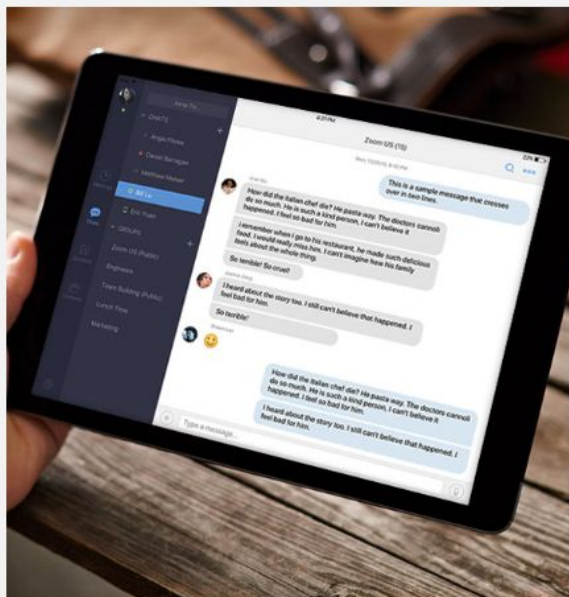 4:21 PM
22%
Jump To...
CHATS
Angie Flores
Daniel Barragan
Matthew Maiser
Bill Le
Eric Yuan
GROUPS
Zoom US (Public)
Engineers
Team Building (Public)
Lunch Time
Marketing
Zoom US (15)
This is a sample message that crosses
over in two lines.
How did the Italian chef die? He pasta way. The doctors cannoli
do so much. He is such a kind person, I can't believe it
happened. I feel so bad for him.
I remember when I go to his restaurant, he made such delicious
food. I would really miss him. I can't imagine how his family
feels about the whole thing.
So terrible! So cruel!
I heard about the story too. I still can't believe that happened. I
feel bad for him.
So terrible!
How did the Italian chef die? He pasta way. The doctors cannoli
do so much. He is such a kind person, I can't believe it
happened. I feel so bad for him.
I heard about the story too. I still can't believe that happened. I
feel bad for him.
Type a message...